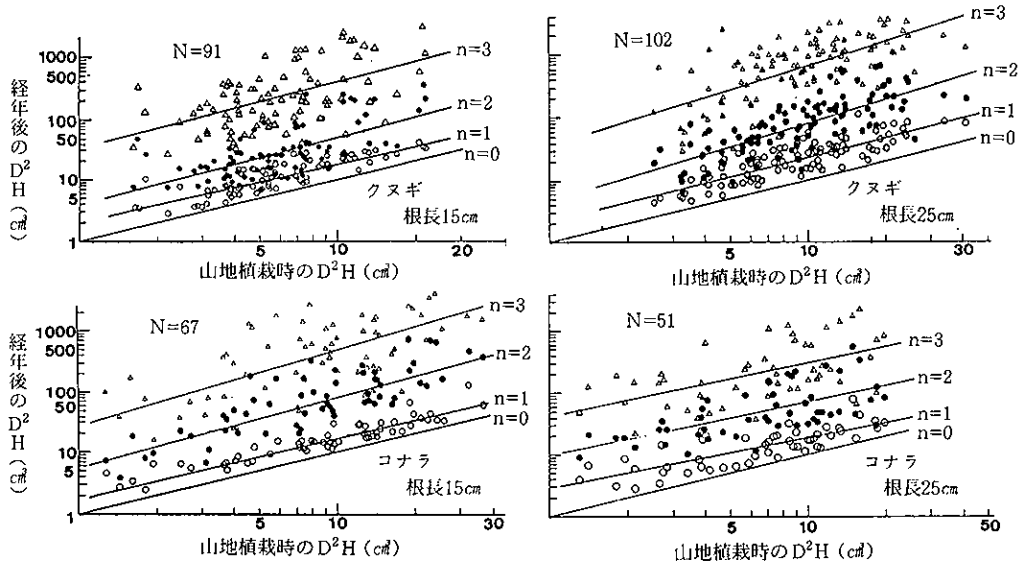 経年後のD²H(cm³)
1000
500
100
50
10
5
1
N=91
n=3
n=2
n=1
n=0
クヌギ
根長15cm
5
10
20
山地植栽時のD²H(cm³)
N=102
n=3
n=2
n=1
n=0
クヌギ
根長25cm
5
10
30
山地植栽時のD²H(cm³)
経年後のD²H(cm³)
1000
500
100
50
10
5
1
N=67
n=3
n=2
n=1
n=0
コナラ
根長15cm
5
10
30
山地植栽時のD²H(cm³)
N=51
n=3
n=2
n=1
n=0
コナラ
根長25cm
5
10
50
山地植栽時のD²H(cm³)